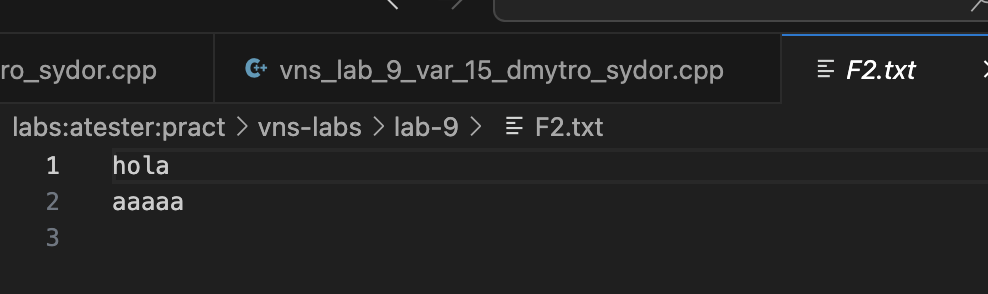 ro_sydor.cpp vns_lab_9_var_15_dmytro_sydor.cpp F2.txt
labs:atester:pract > vns-labs > lab-9 > F2.txt
1 hola
2 aaaaa
3